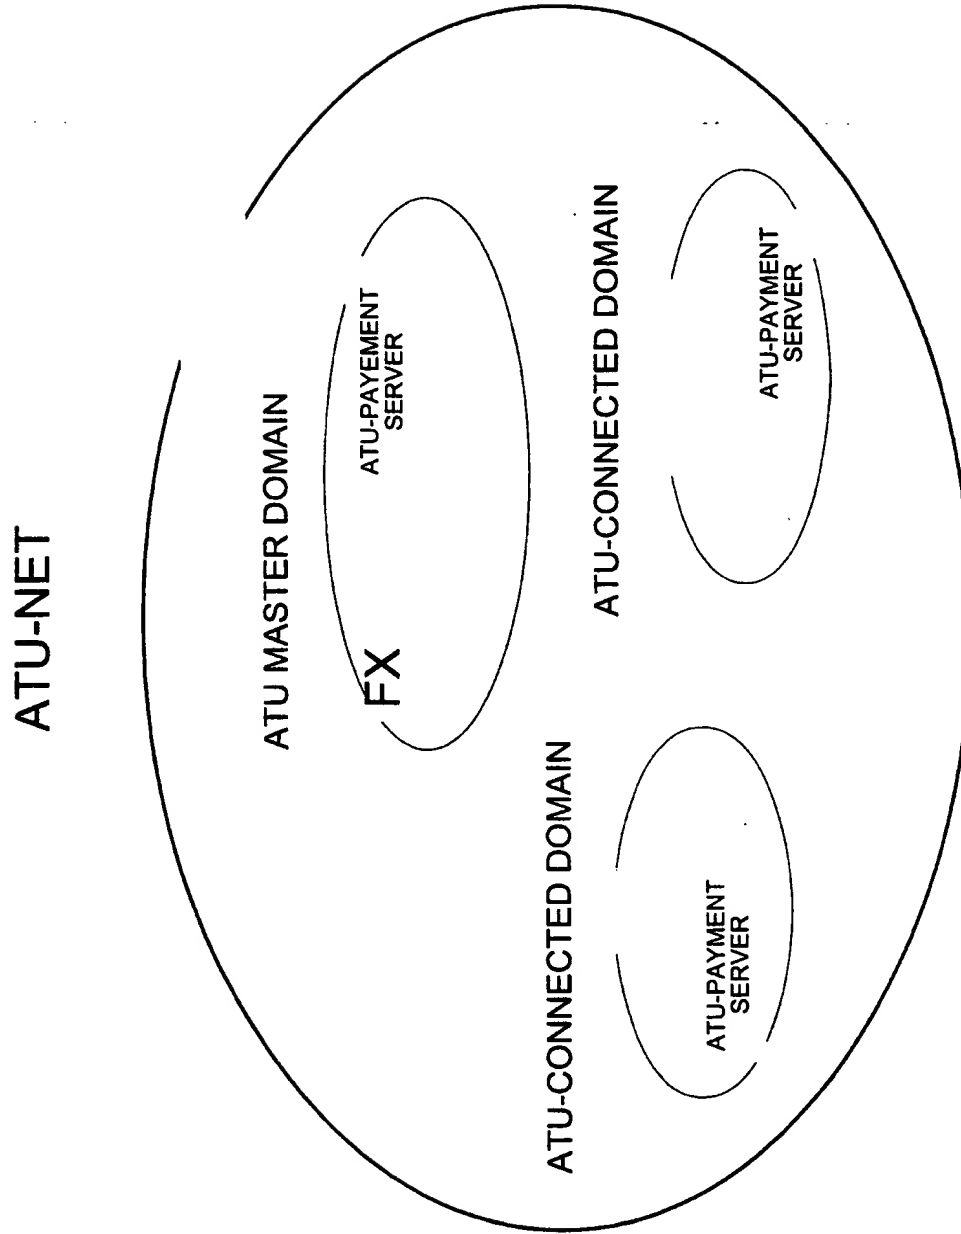 ATU-NET
ATU MASTER DOMAIN
FX
ATU-PAYEMENT
SERVER
ATU-CONNECTED DOMAIN
ATU-PAYMENT
SERVER
ATU-CONNECTED DOMAIN
ATU-PAYMENT
SERVER